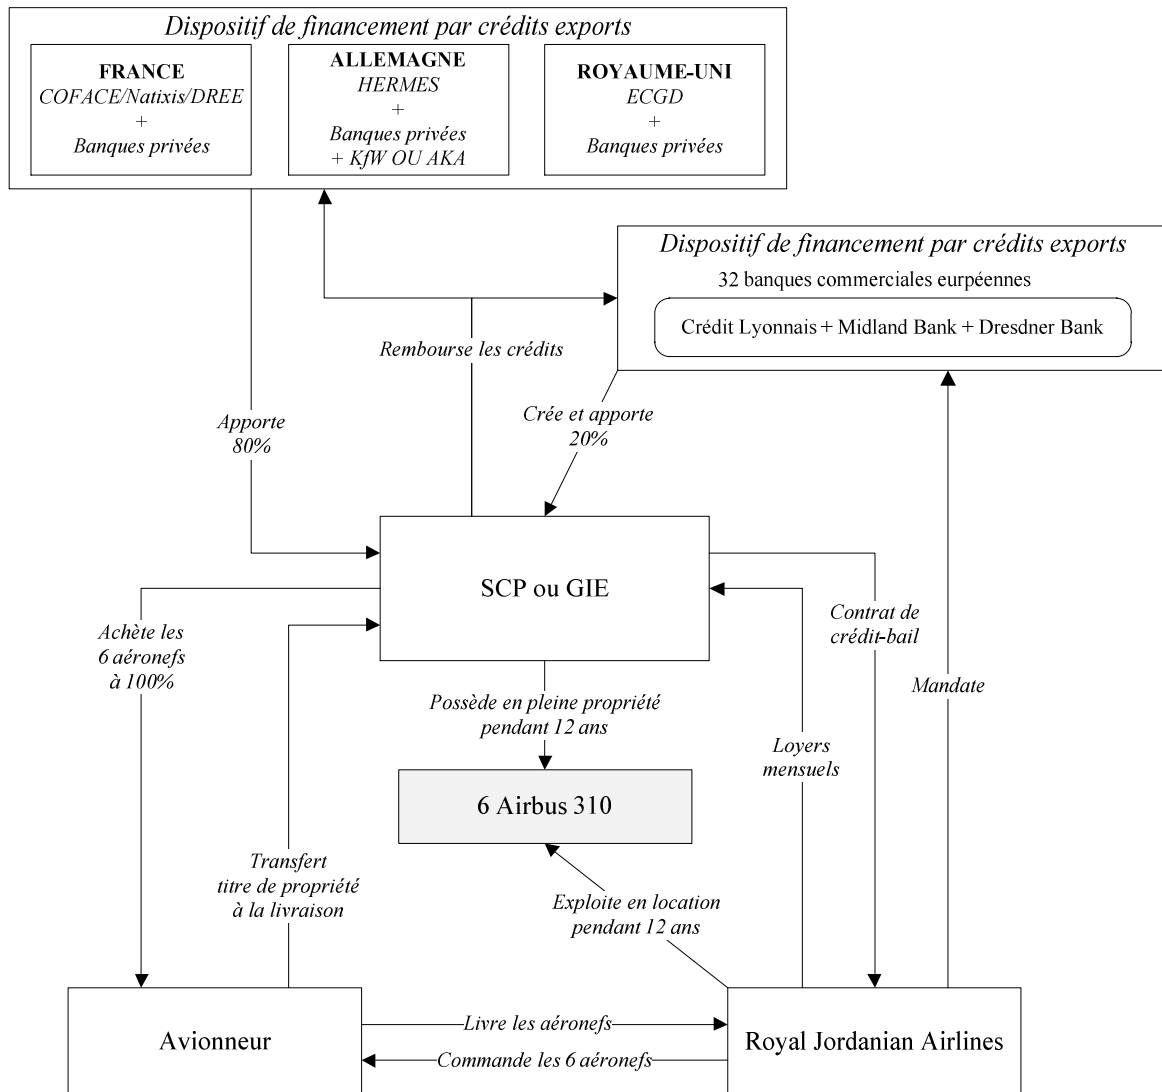 Dispositif de financement par crédits exports
FRANCE
COFACE/Natixis/DREE
+
Banques privées
ALLEMAGNE
HERMES
+
Banques privées
+ KfW OU AKA
ROYAUME-UNI
ECGD
+
Banques privées
Dispositif de financement par crédits exports
32 banques commerciales eurpéennes
Crédit Lyonnais + Midland Bank + Dresdner Bank
Rembourse les crédits
Apporte
80%
Crée et apporte
20%
SCP ou GIE
Achète les
6 aéronefs
à 100%
Contrat de
crédit-bail
Mandate
Possède en pleine propriété
pendant 12 ans
Loyers
mensuels
6 Airbus 310
Transfert
titre de propriété
à la livraison
Exploite en location
pendant 12 ans
Avionneur
Livre les aéronefs
Commande les 6 aéronefs
Royal Jordanian Airlines